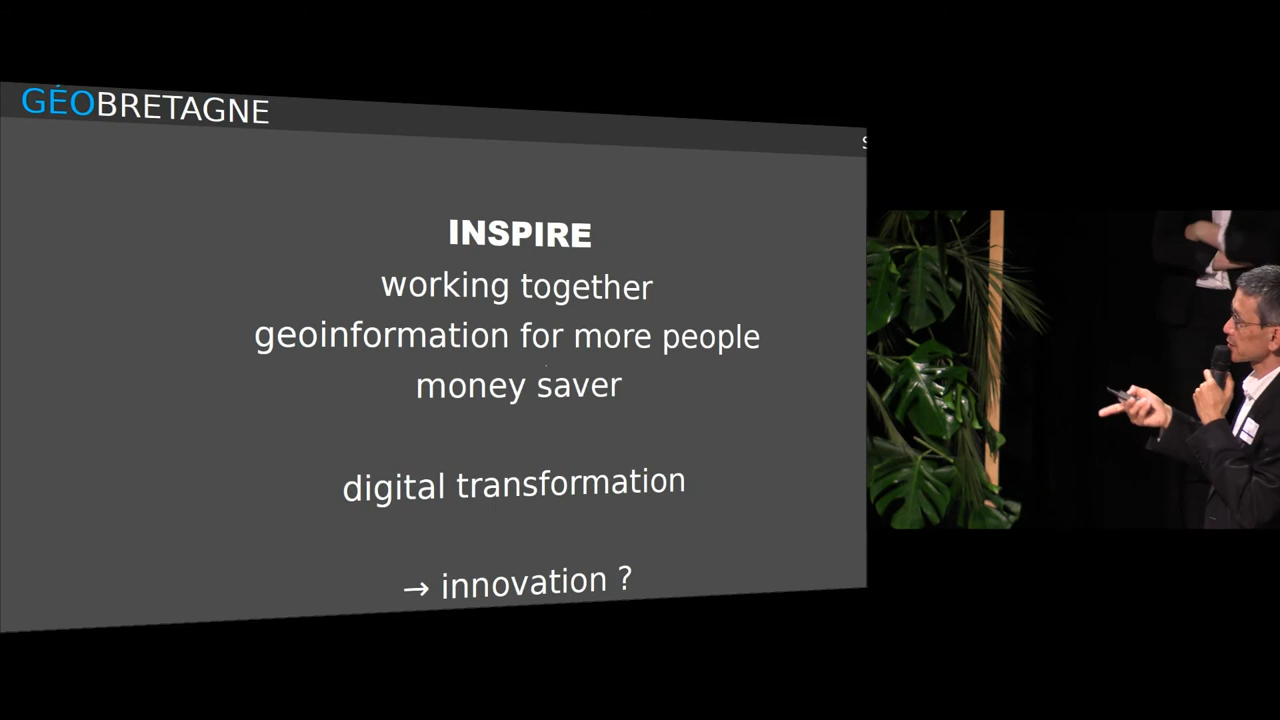 GÉOBRETAGNE
INSPIRE
working together
geoinformation for more people
money saver
digital transformation
→ innovation ?